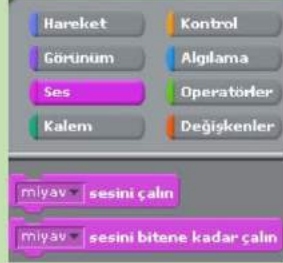 Hareket Kontrol
Görünüm Algılama
Ses Operatörler
Kalem Değişkenler
miyav sesini çalın
miyav sesini bitene kadar çalın